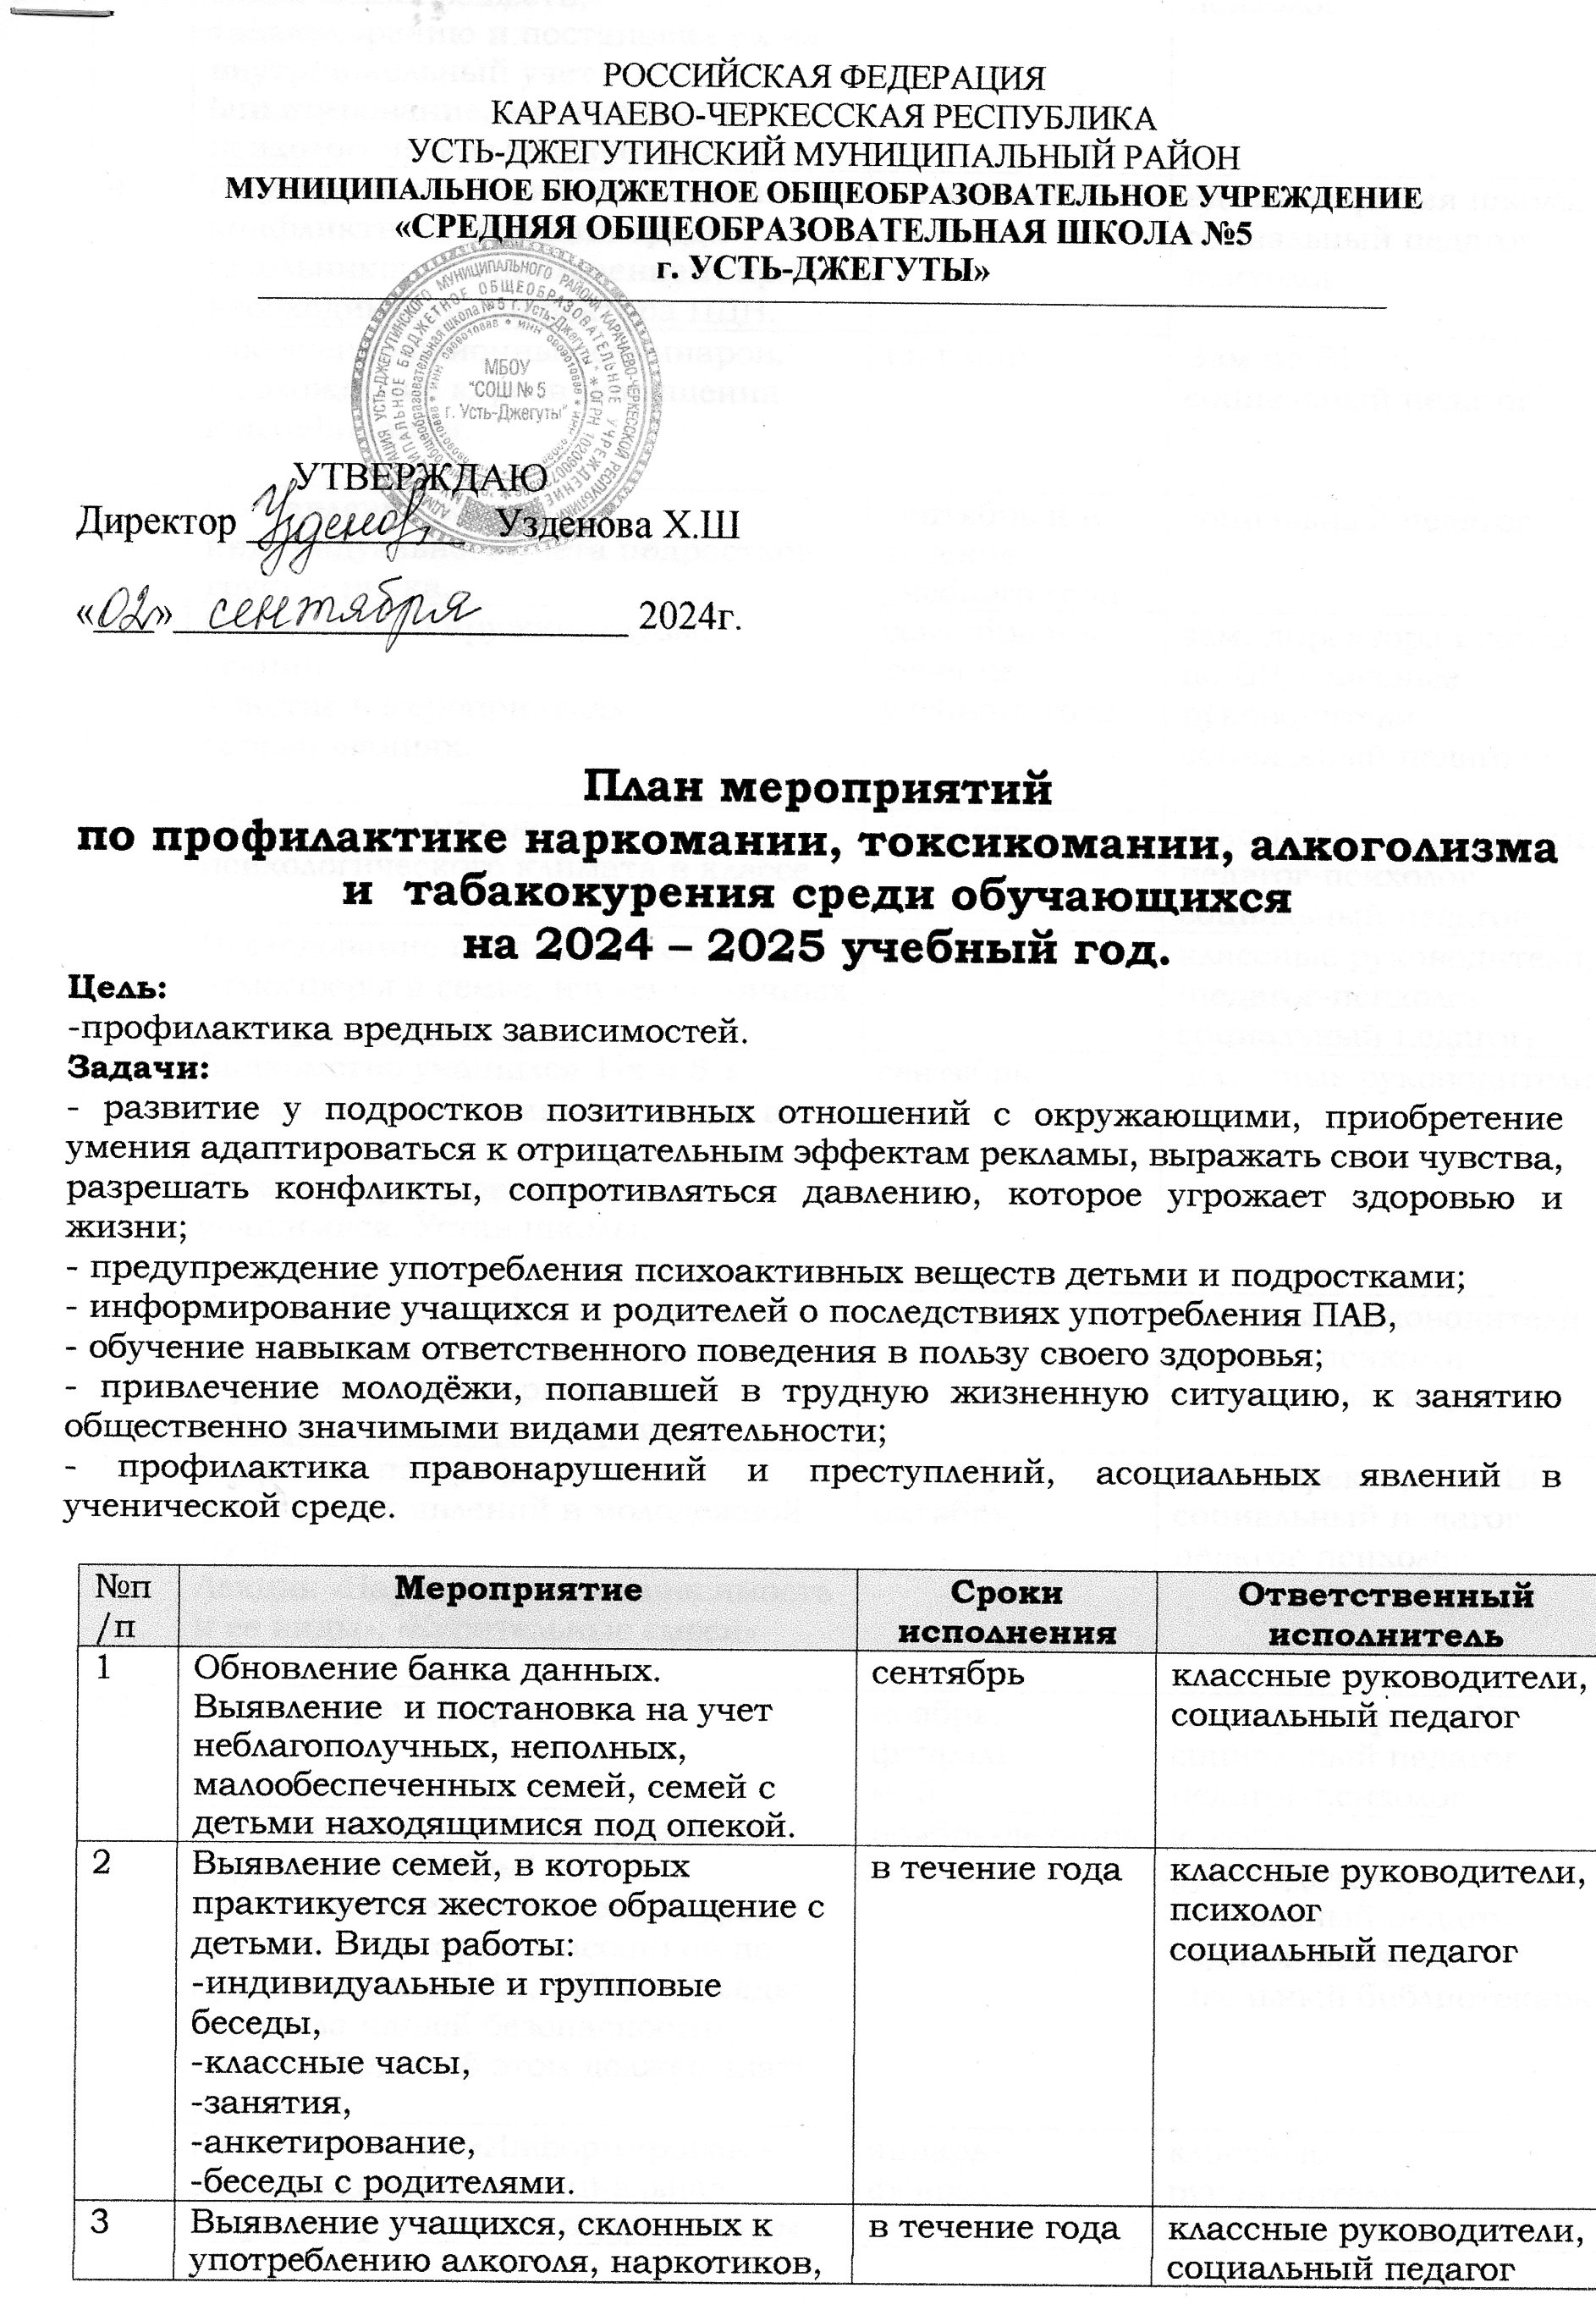 РОССИЙСКАЯ ФЕДЕРАЦИЯ
КАРАЧАЕВО-ЧЕРКЕССКАЯ РЕСПУБЛИКА
УСТЬ-ДЖЕГУТИНСКИЙ МУНИЦИПАЛЬНЫЙ РАЙОН
МУНИЦИПАЛЬНОЕ БЮДЖЕТНОЕ ОБЩЕОБРАЗОВАТЕЛЬНОЕ УЧРЕЖДЕНИЕ
«СРЕДНЯЯ ОБЩЕОБРАЗОВАТЕЛЬНАЯ ШКОЛА №5
г. УСТЬ-ДЖЕГУТЫ»
МБОУ
"СОШ № 5
г. Усть-Джегуты"
УТВЕРЖДАЮ
Директор Узденова Узденова Х.Ш
«02» сентября 2024г.
План мероприятий
по профилактике наркомании, токсикомании, алкоголизма
и табакокурения среди обучающихся
на 2024 – 2025 учебный год.
Цель:
-профилактика вредных зависимостей.
Задачи:
- развитие у подростков позитивных отношений с окружающими, приобретение
умения адаптироваться к отрицательным эффектам рекламы, выражать свои чувства,
разрешать конфликты, сопротивляться давлению, которое угрожает здоровью и
жизни;
- предупреждение употребления психоактивных веществ детьми и подростками;
- информирование учащихся и родителей о последствиях употребления ПАВ,
- обучение навыкам ответственного поведения в пользу своего здоровья;
- привлечение молодёжи, попавшей в трудную жизненную ситуацию, к занятию
общественно значимыми видами деятельности;
- профилактика правонарушений и преступлений, асоциальных явлений в
ученической среде.
№п
/п
Мероприятие
Сроки
исполнения
Ответственный
исполнитель
1
Обновление банка данных.
Выявление и постановка на учет
неблагополучных, неполных,
малообеспеченных семей, семей с
детьми находящимися под опекой.
сентябрь
классные руководители,
социальный педагог
2
Выявление семей, в которых
практикуется жестокое обращение с
детьми. Виды работы:
-индивидуальные и групповые
беседы,
-классные часы,
-занятия,
-анкетирование,
-беседы с родителями.
в течение года
классные руководители,
психолог
социальный педагог
3
Выявление учащихся, склонных к
употреблению алкоголя, наркотиков,
в течение года
классные руководители,
социальный педагог